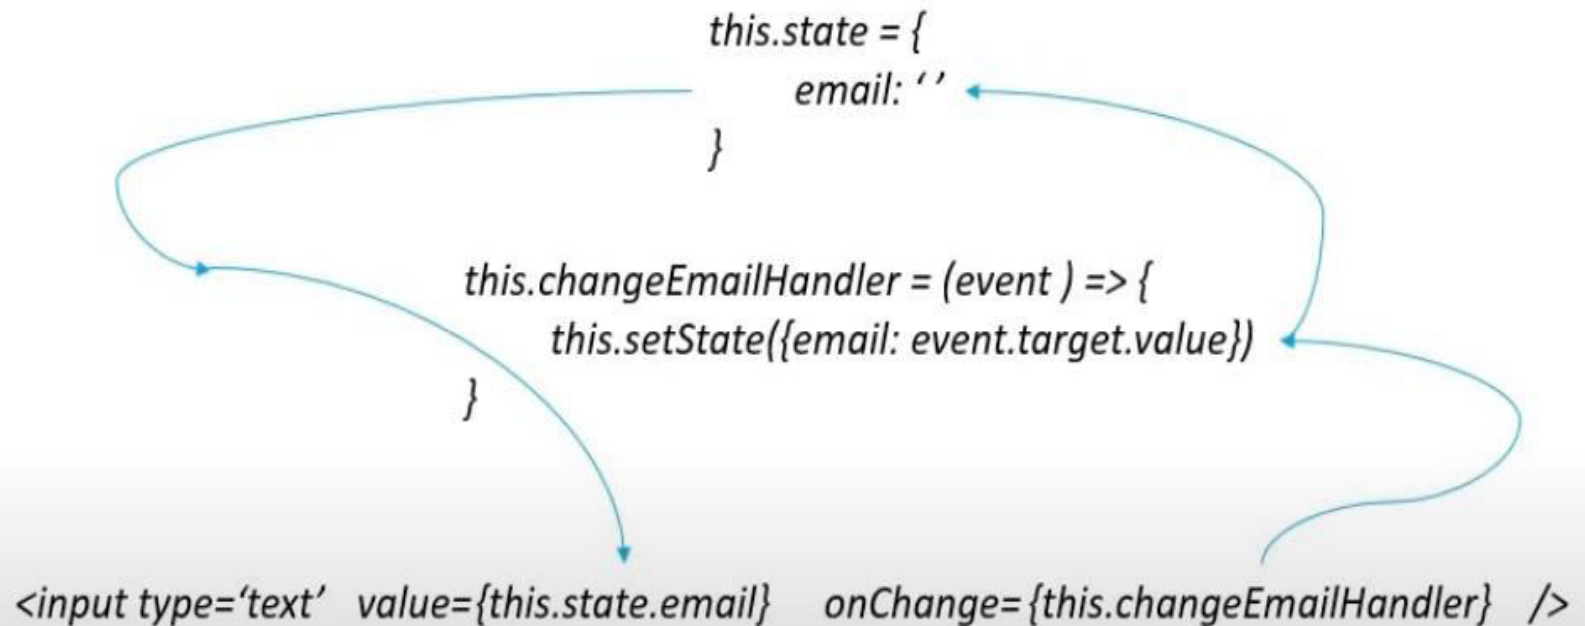 this.state = {
email: ‘ ’
}
this.changeEmailHandler = (event ) => {
this.setState({email: event.target.value})
}
<input type=‘text’ value={this.state.email} onChange={this.changeEmailHandler} />